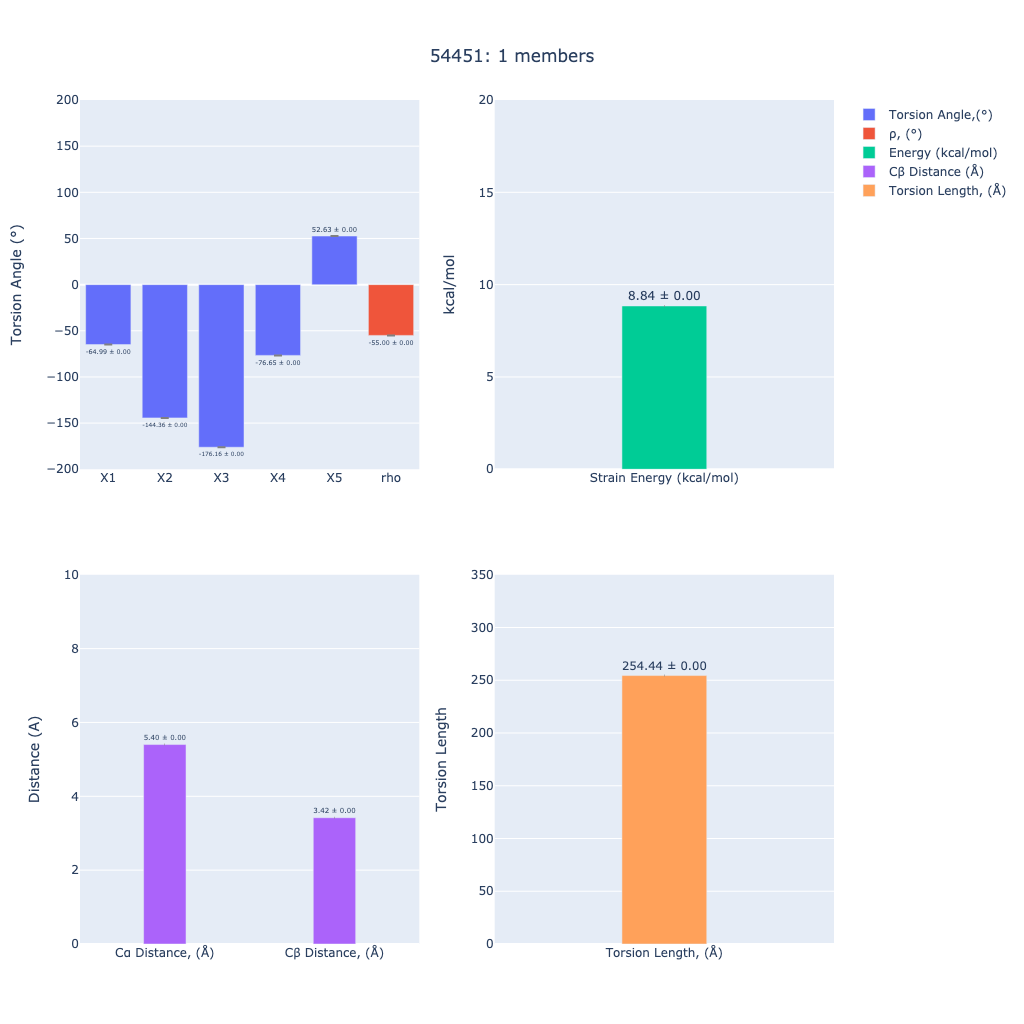 54451: 1 members
Torsion Angle (°)
200
150
100
50
0
−50
−100
−150
−200
-64.99 ± 0.00
-144.36 ± 0.00
-176.16 ± 0.00
-76.65 ± 0.00
52.63 ± 0.00
-55.00 ± 0.00
X1 X2 X3 X4 X5 rho
kcal/mol
20
15
10
5
0
8.84 ± 0.00
Strain Energy (kcal/mol)
Torsion Angle,(°)
ρ, (°)
Energy (kcal/mol)
Cβ Distance (Å)
Torsion Length, (Å)
Distance (A)
10
8
6
4
2
0
5.40 ± 0.00
3.42 ± 0.00
Cα Distance, (Å) Cβ Distance, (Å)
Torsion Length
350
300
250
200
150
100
50
0
254.44 ± 0.00
Torsion Length, (Å)